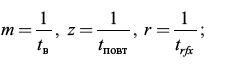 m = 1/t_в, z = 1/t_повт, r = 1/t_rfx;